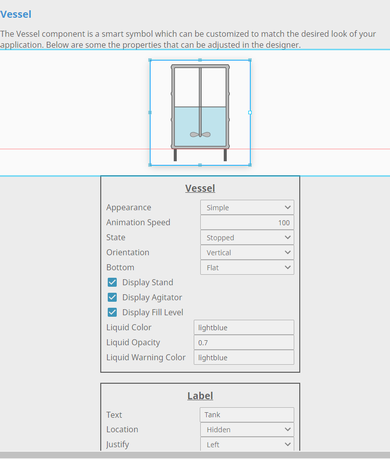 Vessel
The Vessel component is a smart symbol which can be customized to match the desired look of your
application. Below are some the properties that can be adjusted in the designer.
Vessel
Appearance Simple
Animation Speed 100
State Stopped
Orientation Vertical
Bottom Flat
Display Stand
Display Agitator
Display Fill Level
Liquid Color lightblue
Liquid Opacity 0.7
Liquid Warning Color lightblue
Label
Text Tank
Location Hidden
Justify Left